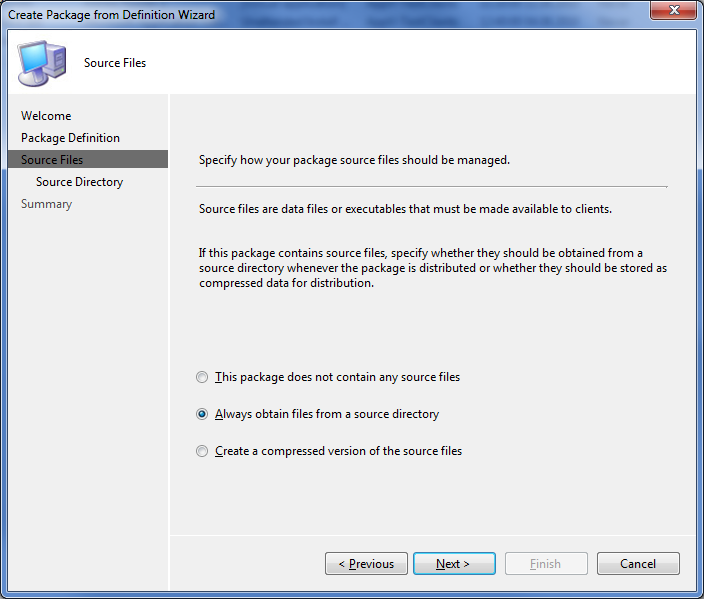 Create Package from Definition Wizard
Source Files
Welcome
Package Definition
Source Files
Source Directory
Summary
Specify how your package source files should be managed.
Source files are data files or executables that must be made available to clients.
If this package contains source files, specify whether they should be obtained from a
source directory whenever the package is distributed or whether they should be stored as
compressed data for distribution.
This package does not contain any source files
Always obtain files from a source directory
Create a compressed version of the source files
< Previous
Next >
Finish
Cancel